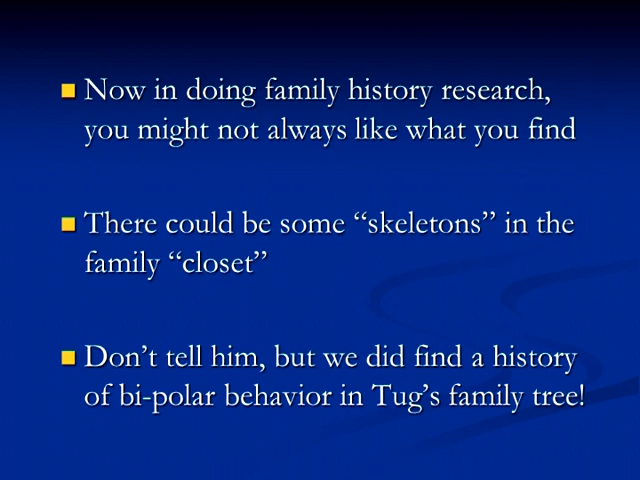 Now in doing family history research,
you might not always like what you find
There could be some “skeletons” in the
family “closet”
Don’t tell him, but we did find a history
of bi-polar behavior in Tug’s family tree!